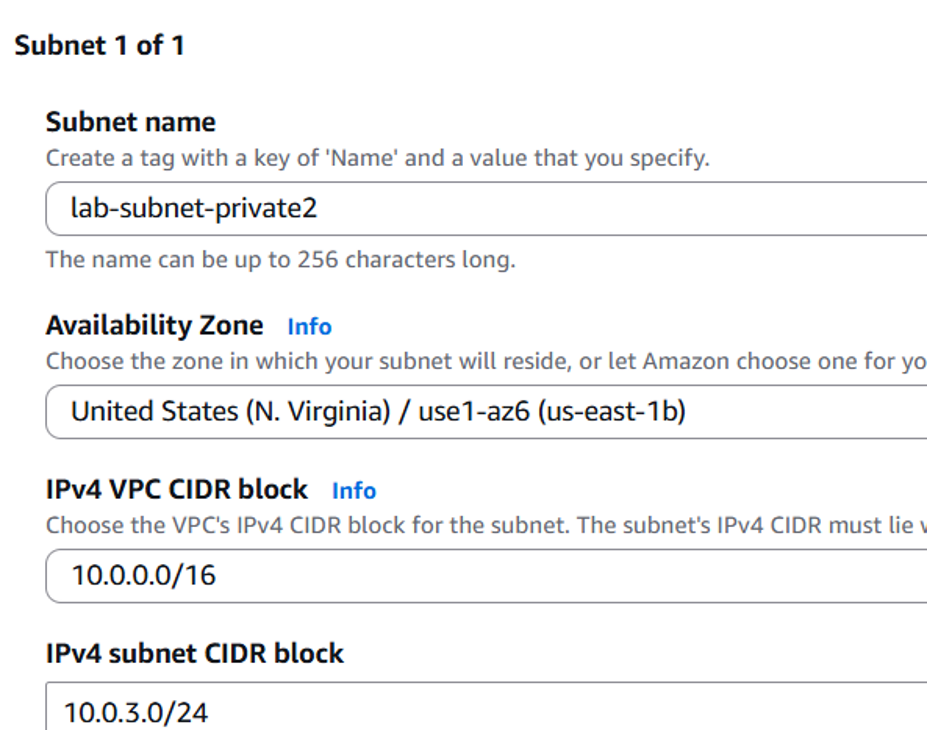 Subnet 1 of 1
Subnet name
Create a tag with a key of 'Name' and a value that you specify.
lab-subnet-private2
The name can be up to 256 characters long.
Availability Zone Info
Choose the zone in which your subnet will reside, or let Amazon choose one for yo
United States (N. Virginia) / use1-az6 (us-east-1b)
IPv4 VPC CIDR block Info
Choose the VPC's IPv4 CIDR block for the subnet. The subnet's IPv4 CIDR must lie
10.0.0.0/16
IPv4 subnet CIDR block
10.0.3.0/24